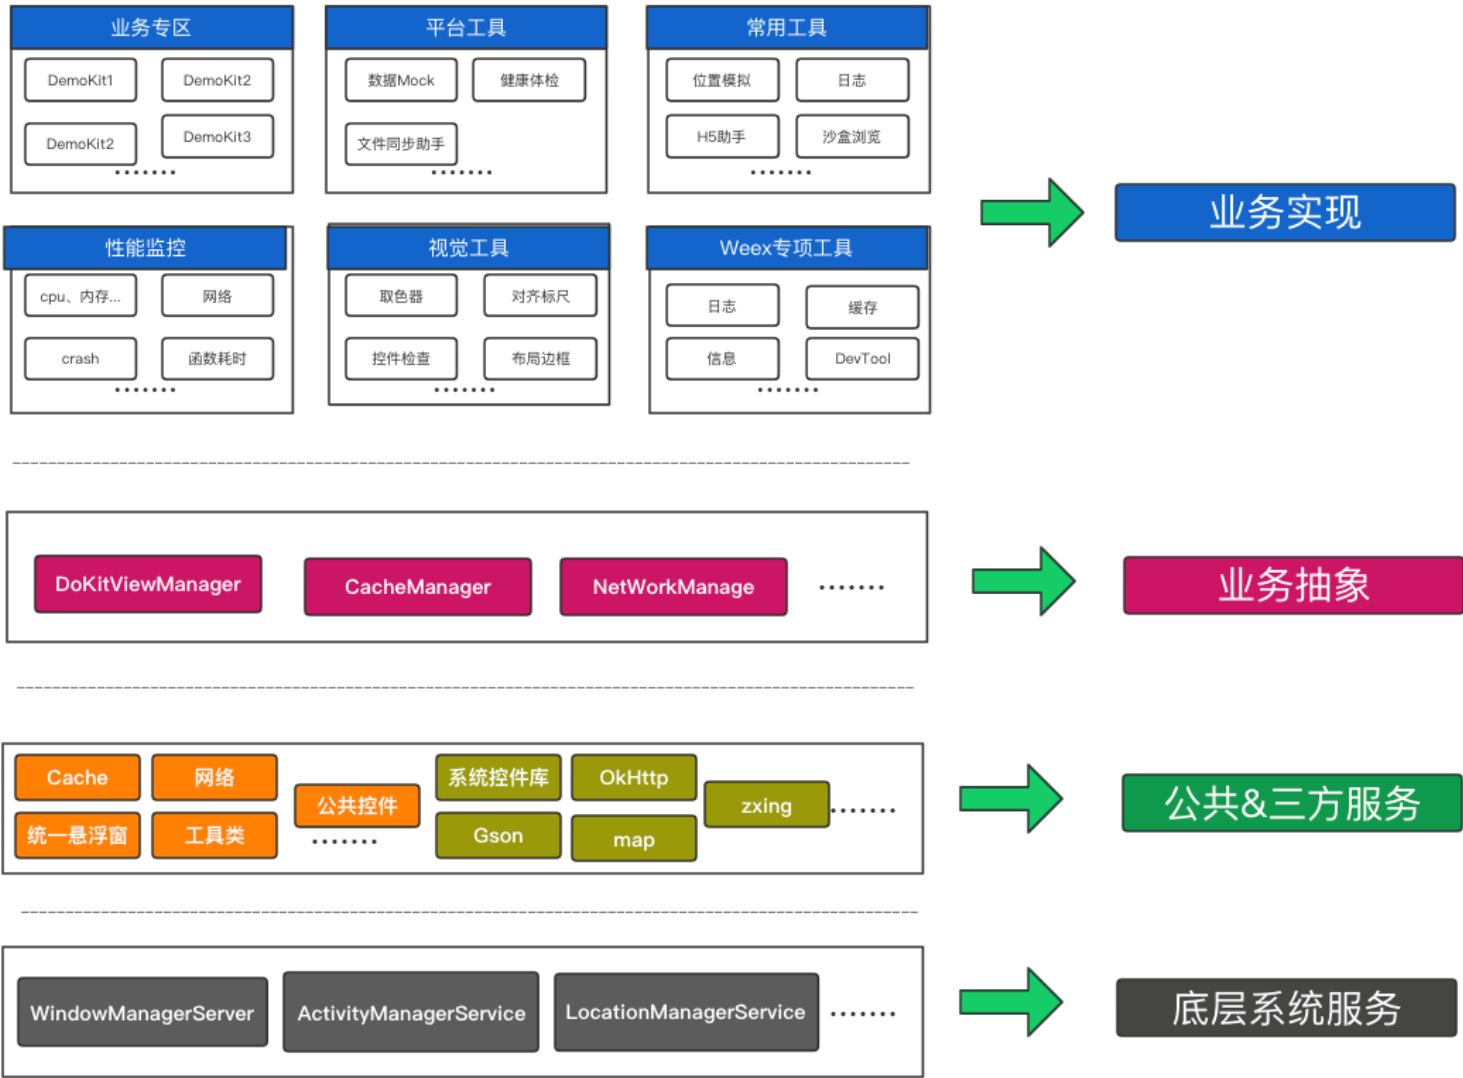 业务专区
DemoKit1
DemoKit2
DemoKit2
DemoKit3
.......
平台工具
数据Mock
健康体检
文件同步助手
.......
常用工具
位置模拟
日志
H5助手
沙盒浏览
.......
业务实现
性能监控
cpu、内存...
网络
crash
函数耗时
.......
视觉工具
取色器
对齐标尺
控件检查
布局边框
.......
Weex专项工具
日志
缓存
信息
DevTool
.......
DoKitViewManager
CacheManager
NetWorkManage
.......
业务抽象
Cache
网络
统一悬浮窗
工具类
公共控件
.......
系统控件库
OkHttp
Gson
map
zxing
.......
公共&三方服务
WindowManagerServer
ActivityManagerService
LocationManagerService
.......
底层系统服务